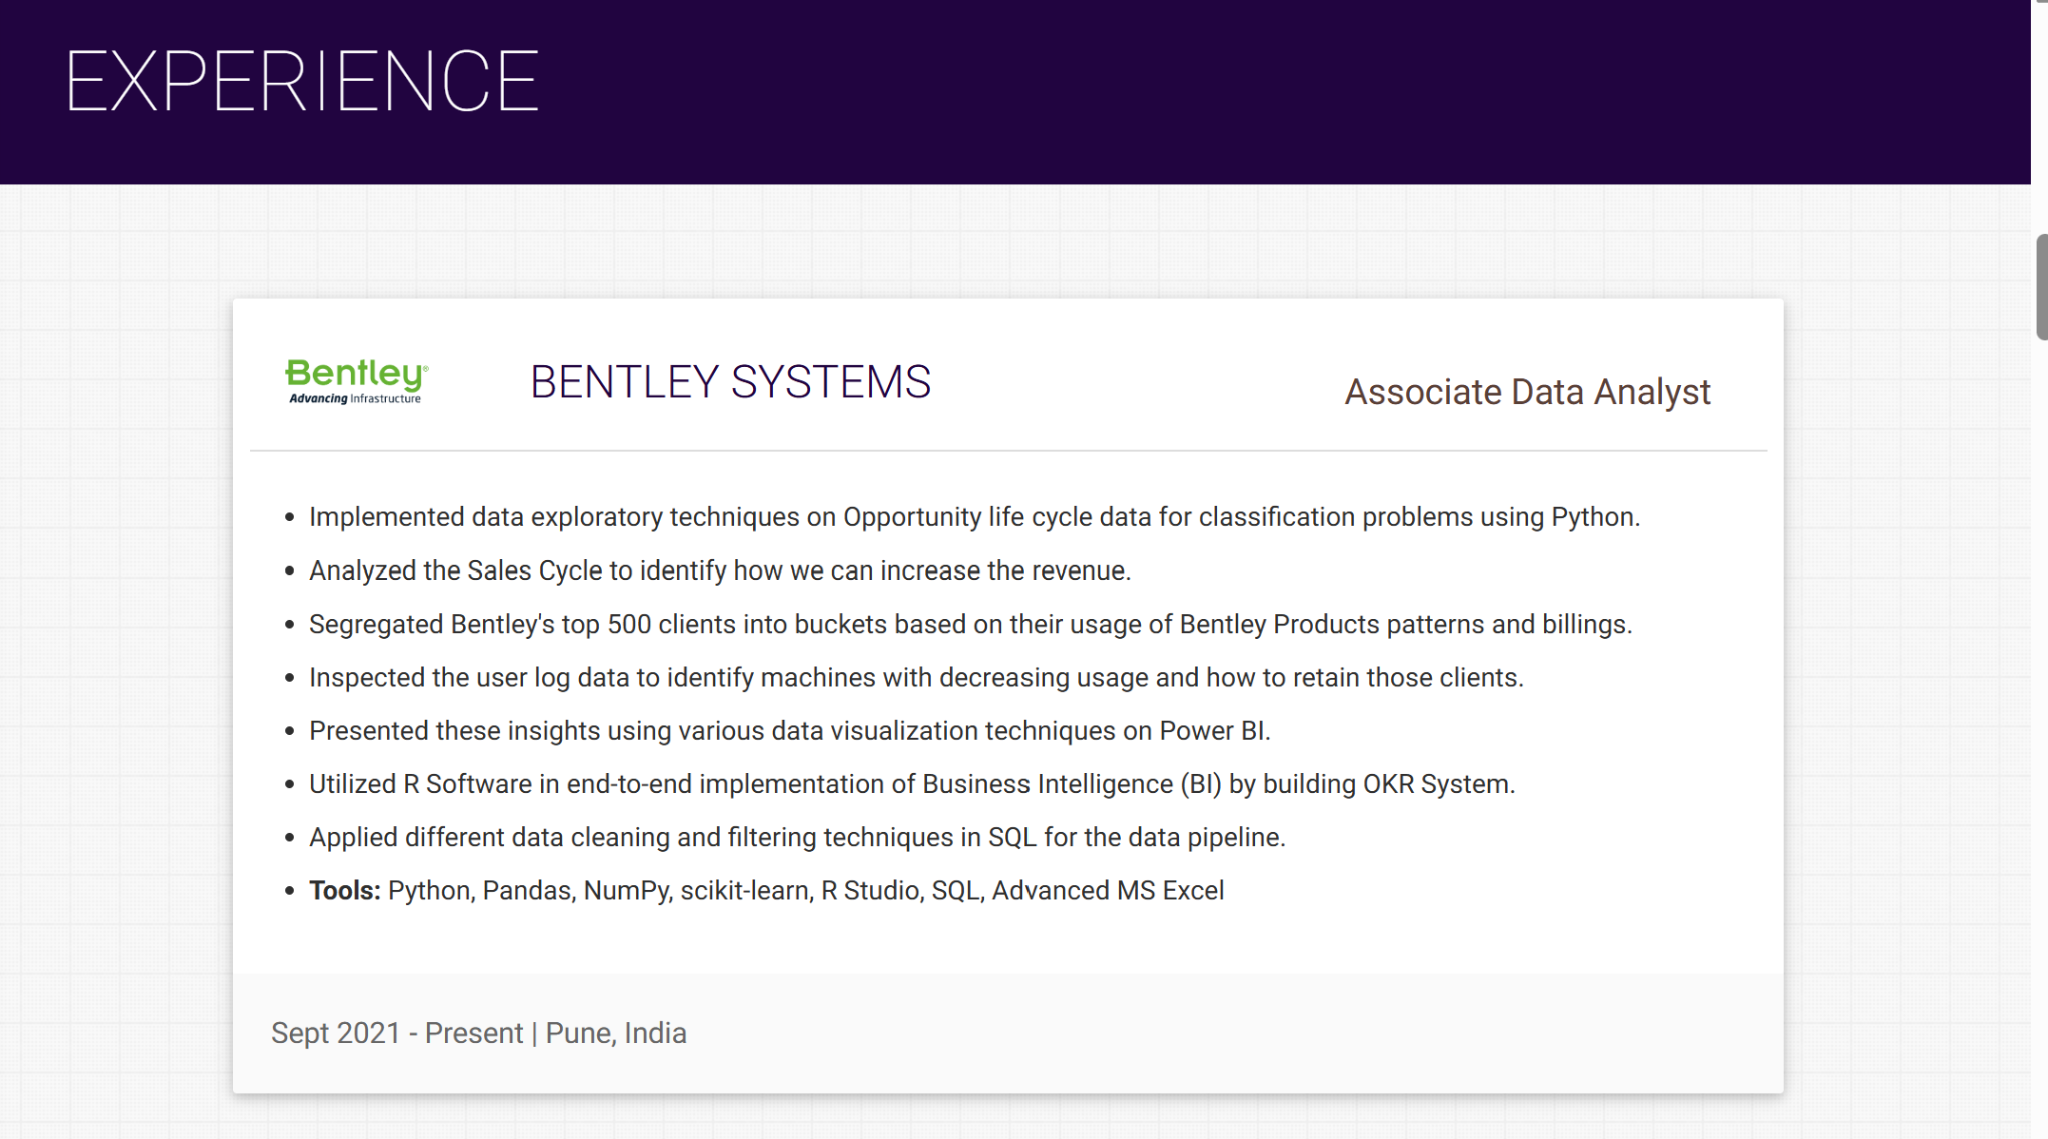 EXPERIENCE
Bentley®
Advancing Infrastructure
BENTLEY SYSTEMS
Associate Data Analyst
• Implemented data exploratory techniques on Opportunity life cycle data for classification problems using Python.
• Analyzed the Sales Cycle to identify how we can increase the revenue.
• Segregated Bentley's top 500 clients into buckets based on their usage of Bentley Products patterns and billings.
• Inspected the user log data to identify machines with decreasing usage and how to retain those clients.
• Presented these insights using various data visualization techniques on Power BI.
• Utilized R Software in end-to-end implementation of Business Intelligence (BI) by building OKR System.
• Applied different data cleaning and filtering techniques in SQL for the data pipeline.
• Tools: Python, Pandas, NumPy, scikit-learn, R Studio, SQL, Advanced MS Excel
Sept 2021 - Present | Pune, India